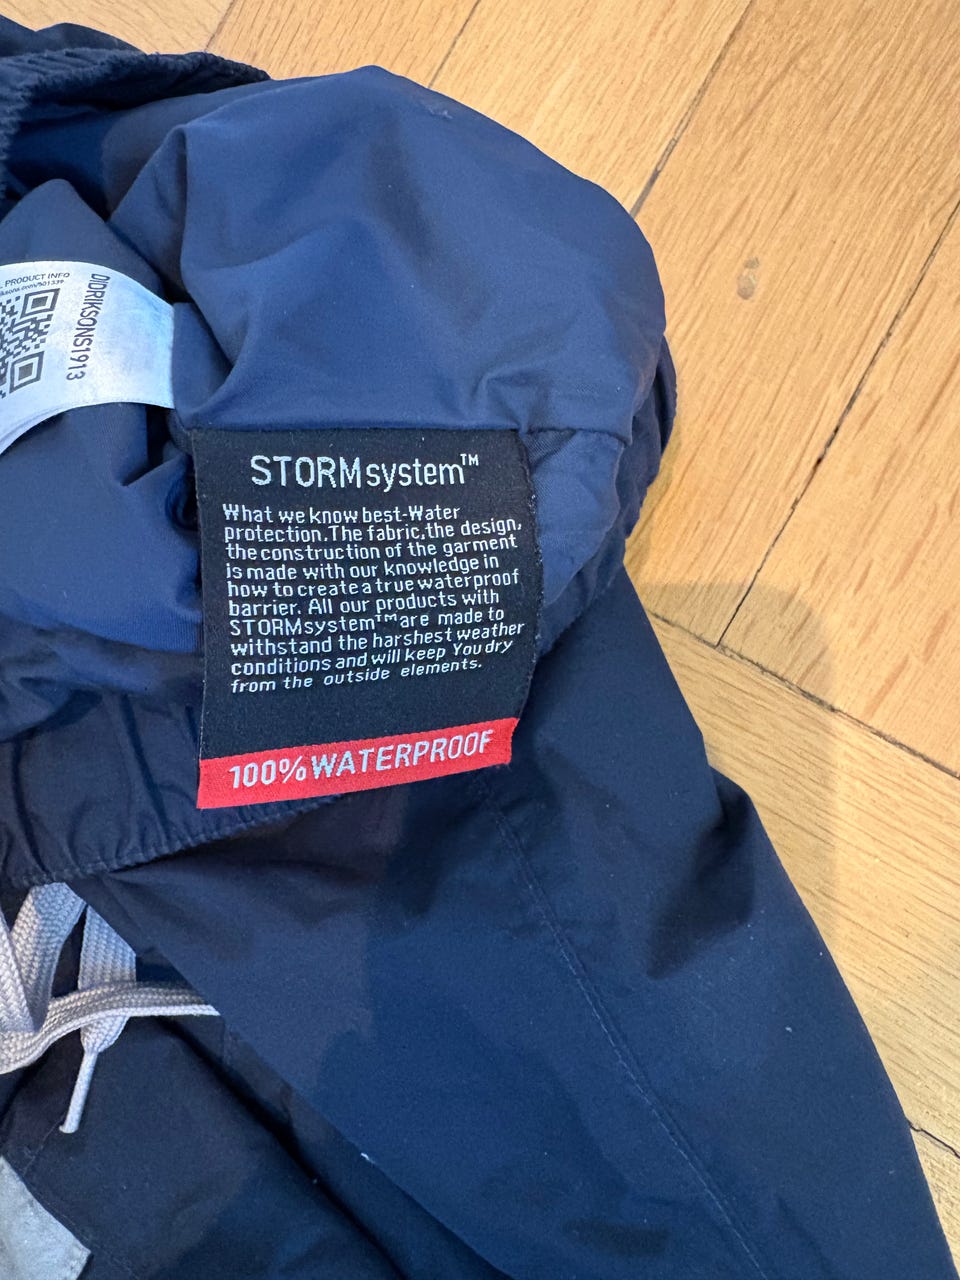 PRODUCT INFO
DIDRIKSONS1913
STORMsystem™
What we know best-Water
protection.The fabric,the design,
the construction of the garment
is made with our knowledge in
how to create a true waterproof
barrier. All our products with
STORMsystem™ are made to
withstand the harshest weather
conditions and will keep You dry
from the outside elements.
100% WATERPROOF